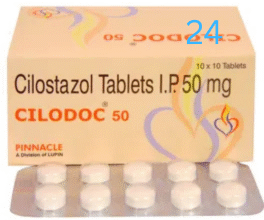 24
CILODOC 50
10 x 10 Tablets
Cilostazol Tablets I.P. 50 mg
CILODOC® 50
PINNACLE
A Division of LUPIN